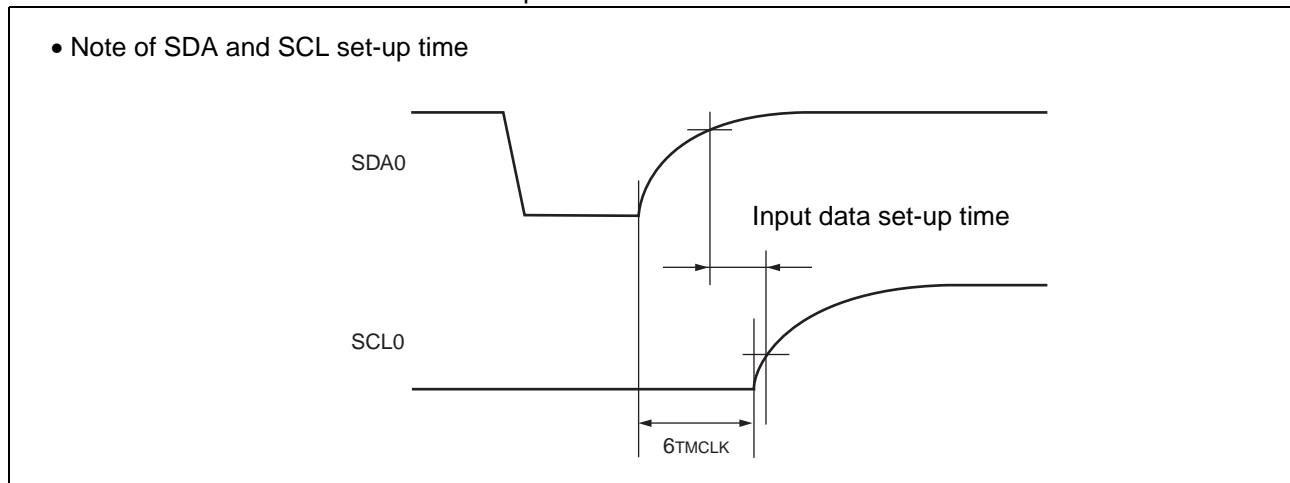 • Note of SDA and SCL set-up time
SDA0
Input data set-up time
SCL0
6TMCLK